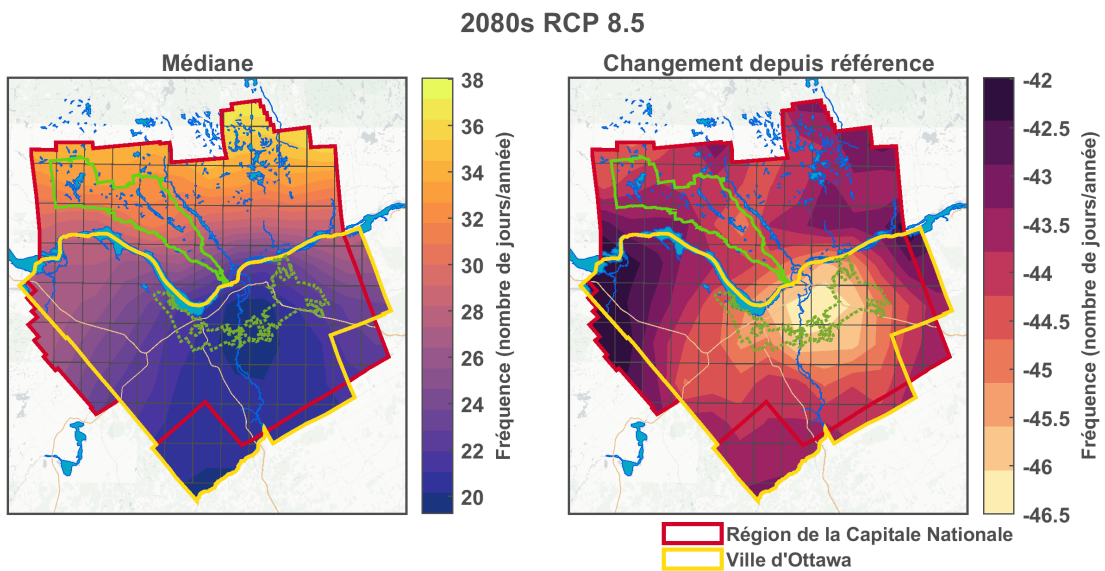 2080s RCP 8.5
Médiane
38
36
34
32
30
28
26
24
22
20
Fréquence (nombre de jours/année)
Changement depuis référence
-42
-42.5
-43
-43.5
-44
-44.5
-45
-45.5
-46
-46.5
Fréquence (nombre de jours/année)
Région de la Capitale Nationale
Ville d'Ottawa